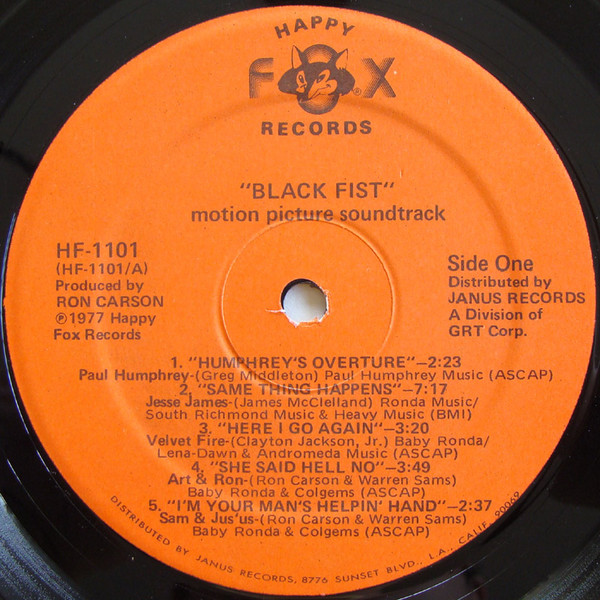 HAPPY
FOX®
RECORDS
"BLACK FIST"
motion picture soundtrack
HF-1101
(HF-1101/A)
Produced by
RON CARSON
℗1977 Happy
Fox Records
Side One
Distributed by
JANUS RECORDS
A Division of
GRT Corp.
1. "HUMPHREY'S OVERTURE"–2:23
Paul Humphrey-(Greg Middleton) Paul Humphrey Music (ASCAP)
2. "SAME THING HAPPENS"–7:17
Jesse James-(James McClelland) Ronda Music/
South Richmond Music & Heavy Music (BMI)
3. "HERE I GO AGAIN"–3:20
Velvet Fire-(Clayton Jackson, Jr.) Baby Ronda/
Lena-Dawn & Andromeda Music (ASCAP)
4. "SHE SAID HELL NO"–3:49
Art & Ron-(Ron Carson & Warren Sams)
Baby Ronda & Colgems (ASCAP)
5. "I'M YOUR MAN'S HELPIN' HAND"–2:37
Sam & Jus'us-(Ron Carson & Warren Sams)
Baby Ronda & Colgems (ASCAP)
DISTRIBUTED BY JANUS RECORDS, 8776 SUNSET BLVD., L.A., CALIF. 90069